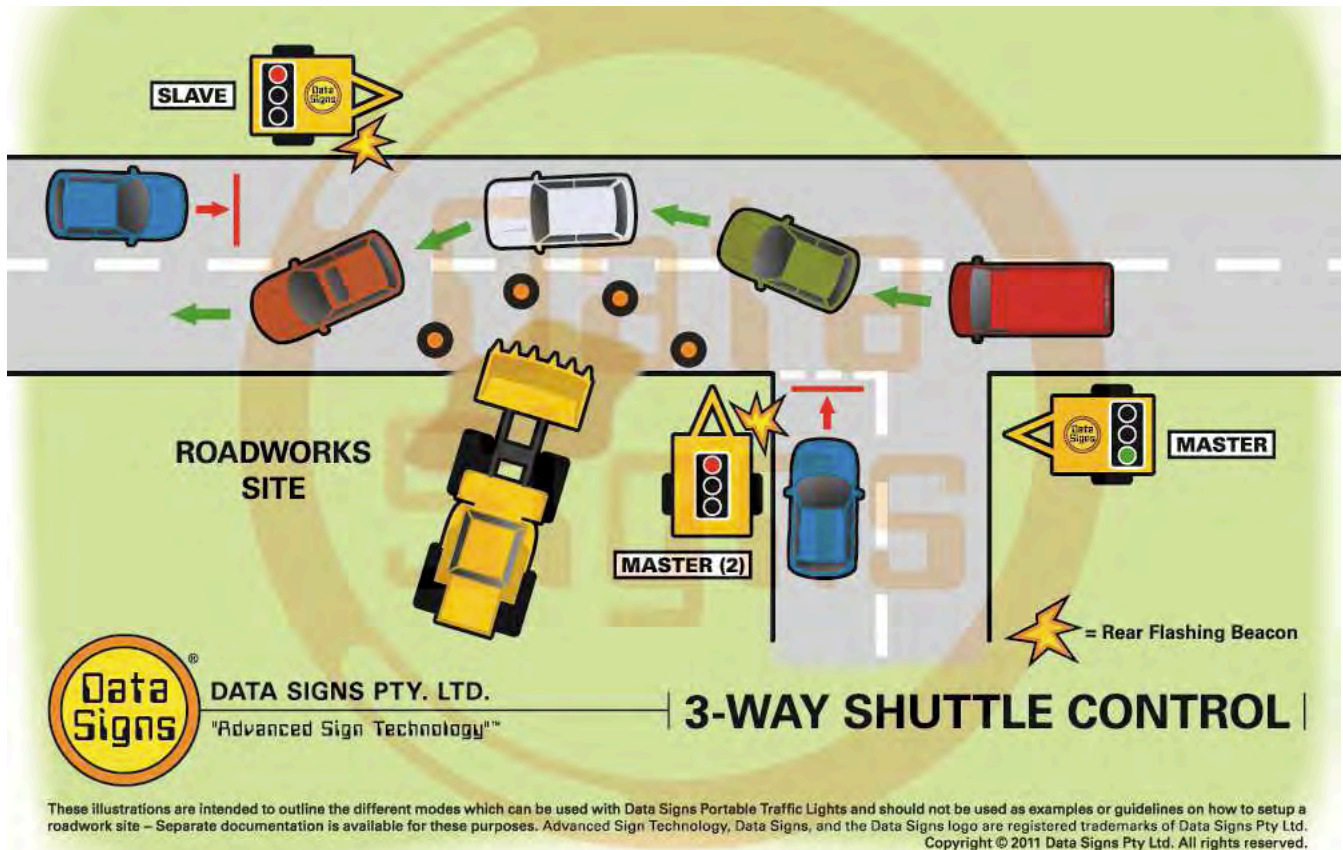 SLAVE
Data
Signs
ROADWORKS
SITE
Data
Signs
MASTER
MASTER (2)
= Rear Flashing Beacon
Data
Signs
®
DATA SIGNS PTY. LTD.
"Advanced Sign Technology"™
3-WAY SHUTTLE CONTROL
These illustrations are intended to outline the different modes which can be used with Data Signs Portable Traffic Lights and should not be used as examples or guidelines on how to setup a
roadwork site – Separate documentation is available for these purposes. Advanced Sign Technology, Data Signs, and the Data Signs logo are registered trademarks of Data Signs Pty Ltd.
Copyright © 2011 Data Signs Pty Ltd. All rights reserved.
Data
Signs